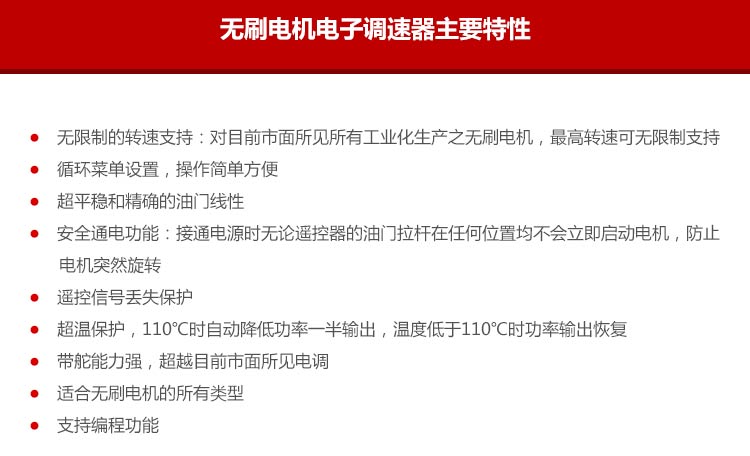 无刷电机电子调速器主要特性
● 无限制的转速支持：对目前市面所见所有工业化生产之无刷电机，最高转速可无限制支持
● 循环菜单设置，操作简单方便
● 超平稳和精确的油门线性
● 安全通电功能：接通电源时无论遥控器的油门拉杆在任何位置均不会立即启动电机，防止
电机突然旋转
● 遥控信号丢失保护
● 超温保护，110℃时自动降低功率一半输出，温度低于110℃时功率输出恢复
● 带舵能力强，超越目前市面所见电调
● 适合无刷电机的所有类型
● 支持编程功能